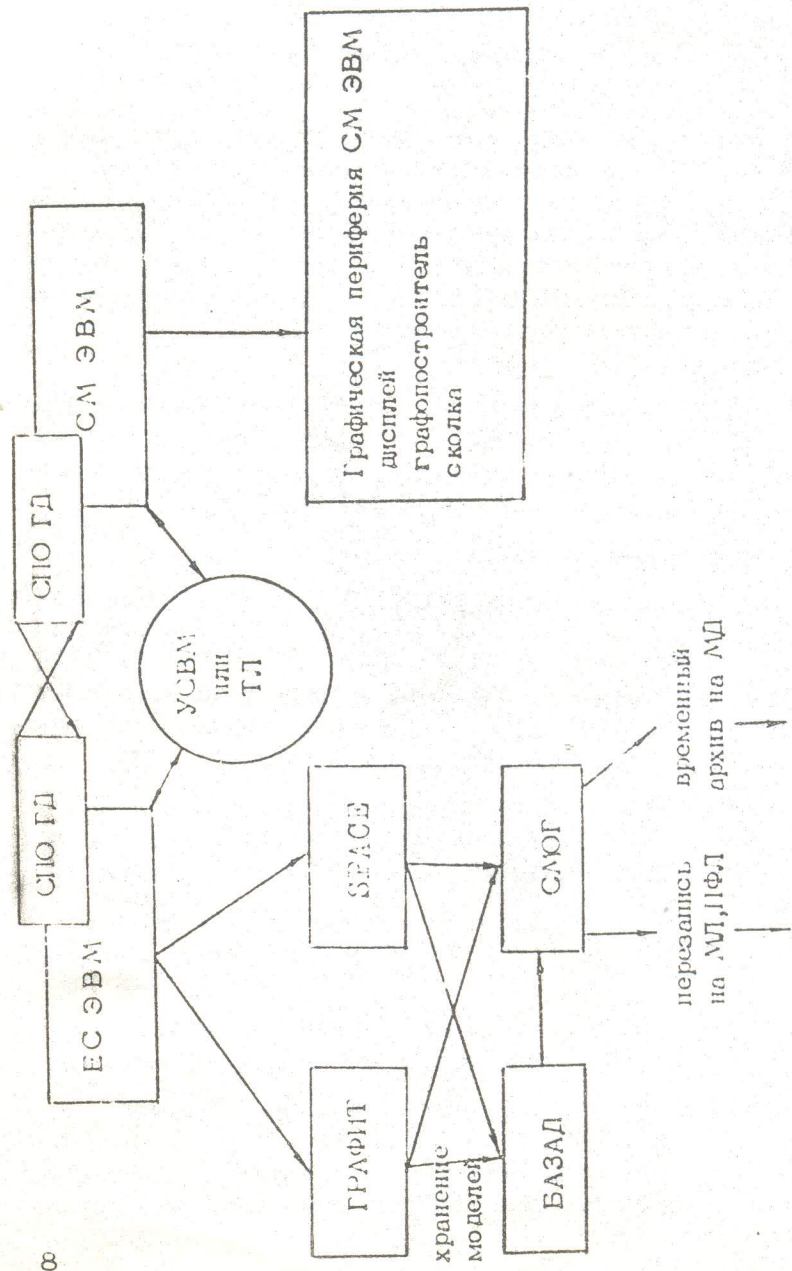 8
СПО ГД
СПО ГД
ЕС ЭВМ
СМ ЭВМ
УСВМ
или
ТЛ
ГРАФИТ
SPACE
Графическая периферия СМ ЭВМ
дисплей
графопостроитель
сколка
хранение
моделей
БАЗАД
СМОГ
перезапись
на МЛ, ПФЛ
временный
архив на МД